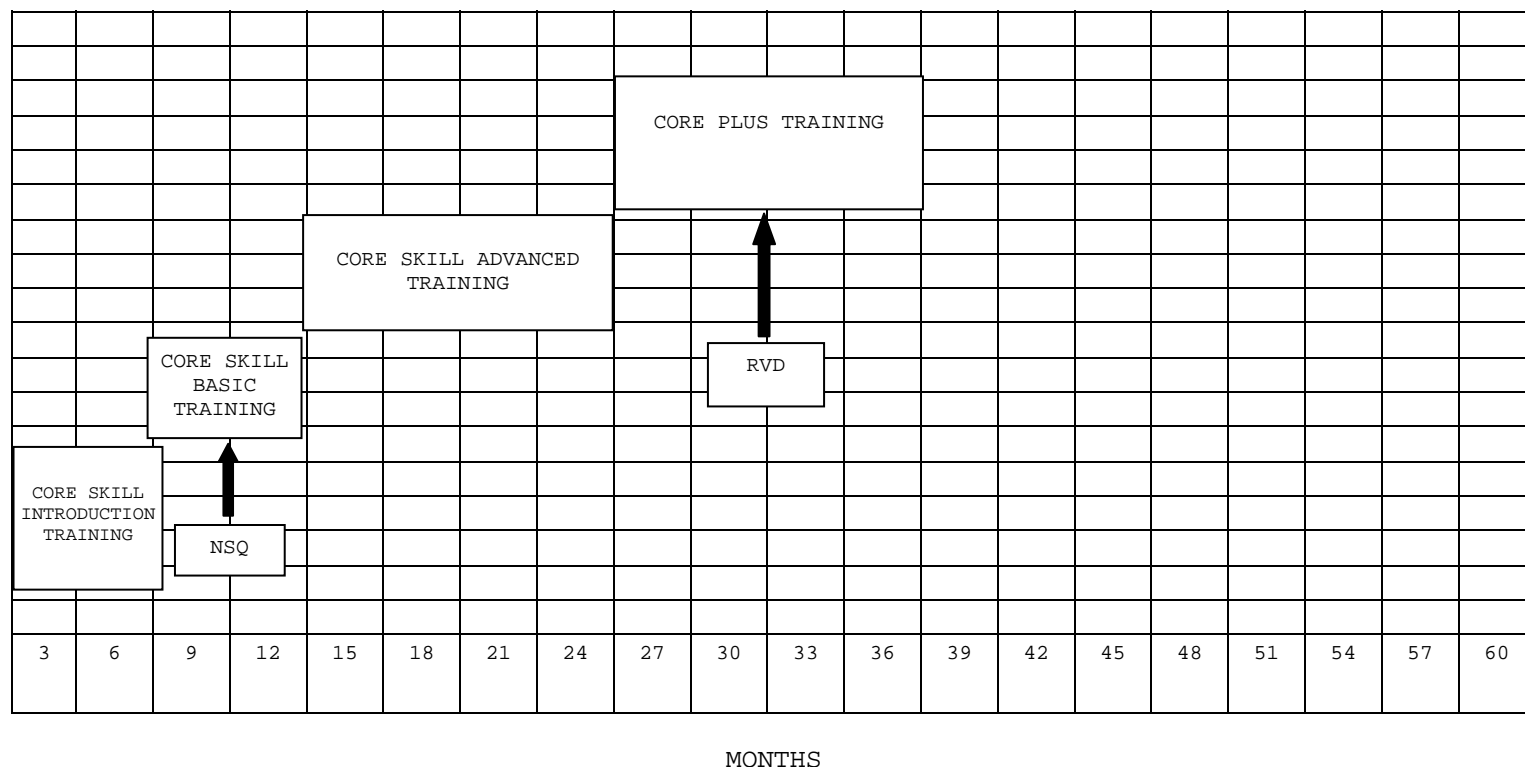 CORE PLUS TRAINING
CORE SKILL ADVANCED
TRAINING
CORE SKILL
BASIC
TRAINING
RVD
CORE SKILL
INTRODUCTION
TRAINING
NSQ
3 6 9 12 15 18 21 24 27 30 33 36 39 42 45 48 51 54 57 60
MONTHS